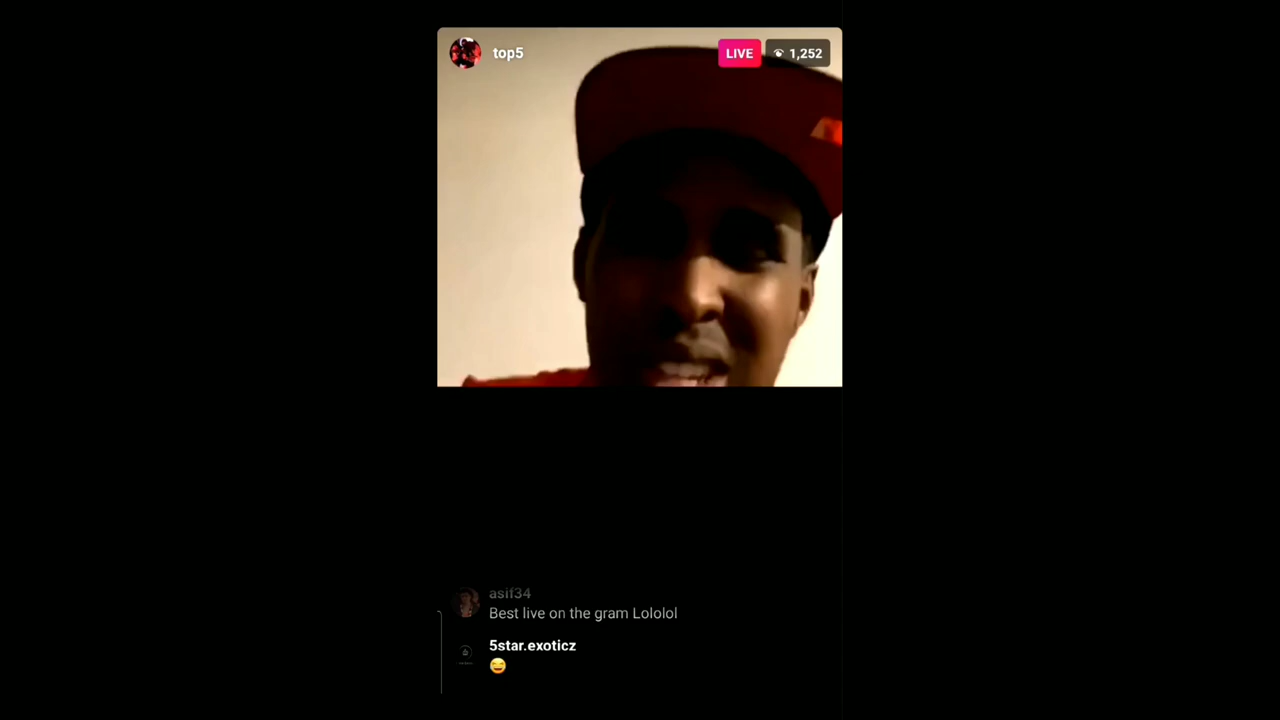 top5
LIVE
1,252
asif34
Best live on the gram Lololol
5star.exoticz
😄